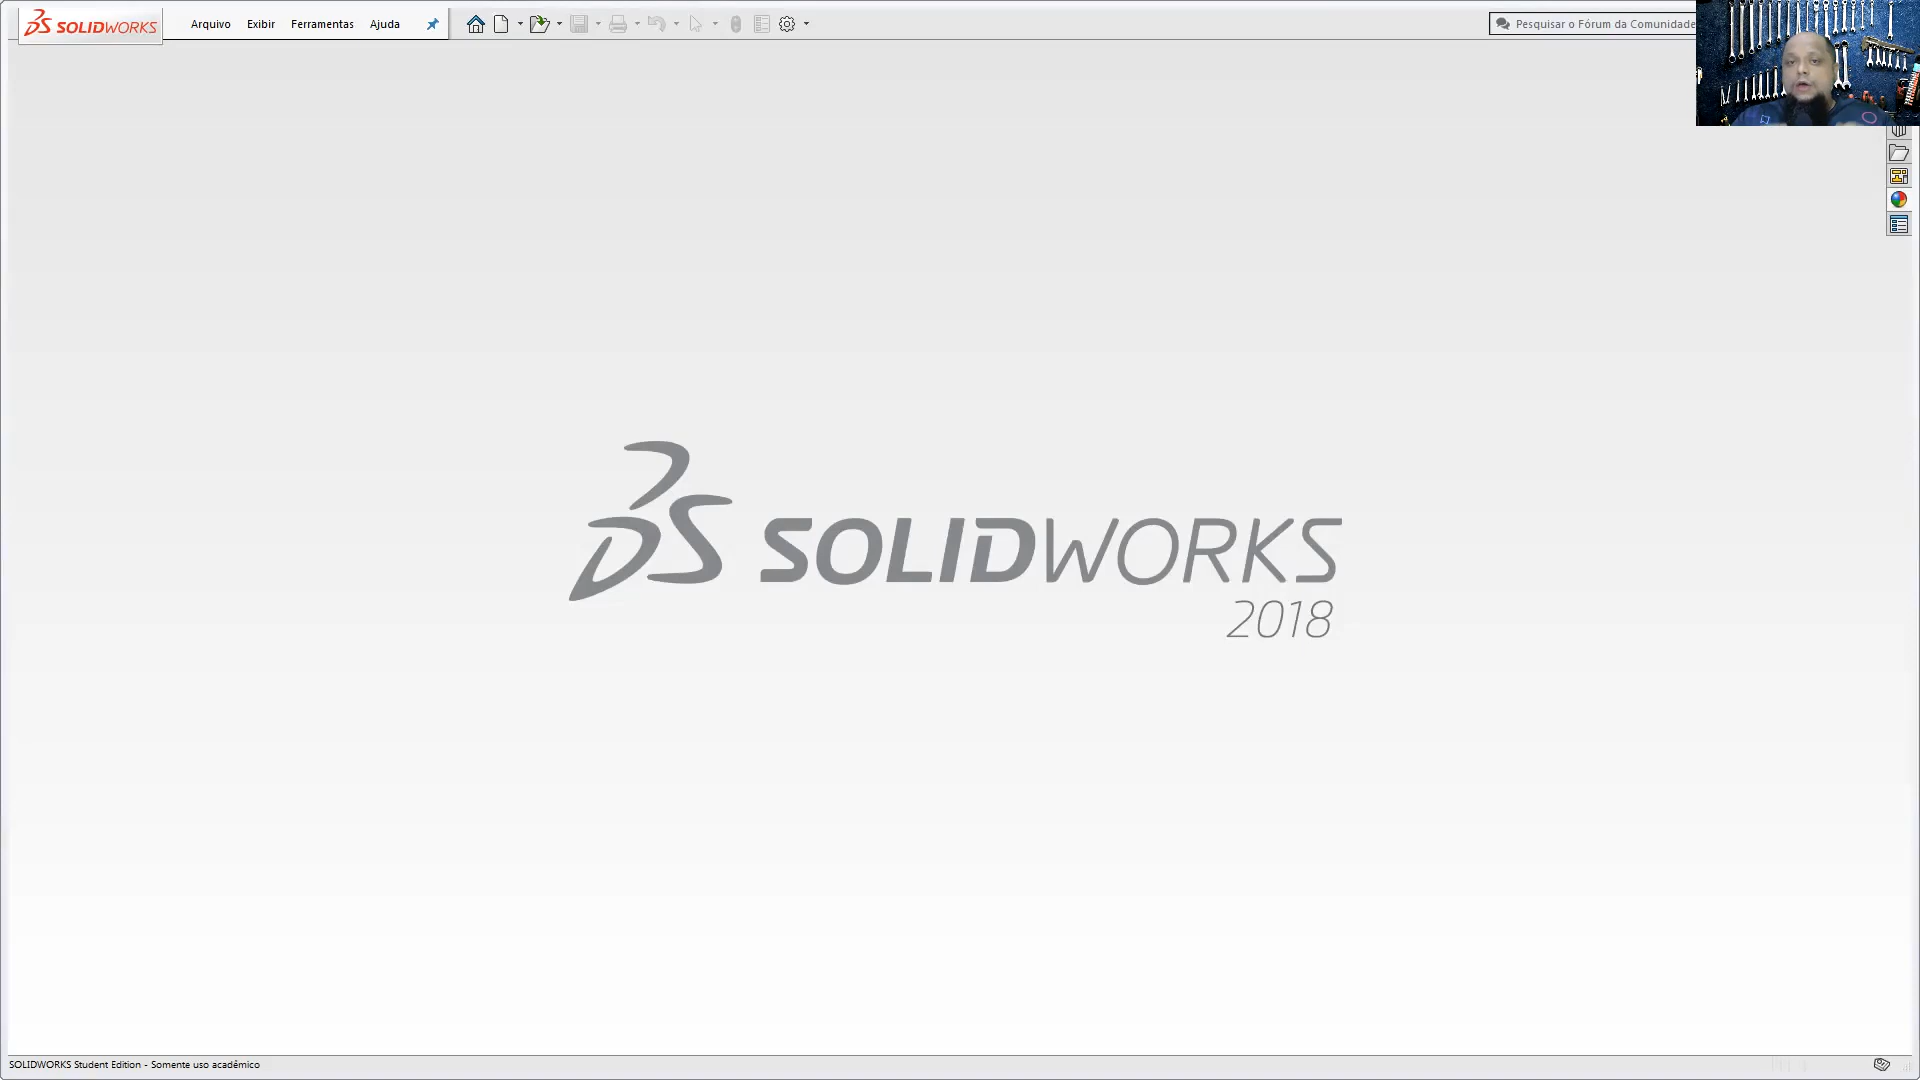 SOLIDWORKS
Arquivo Exibir Ferramentas Ajuda
Pesquisar o Fórum da Comunidade
SOLIDWORKS
2018
SOLIDWORKS Student Edition - Somente uso acadêmico